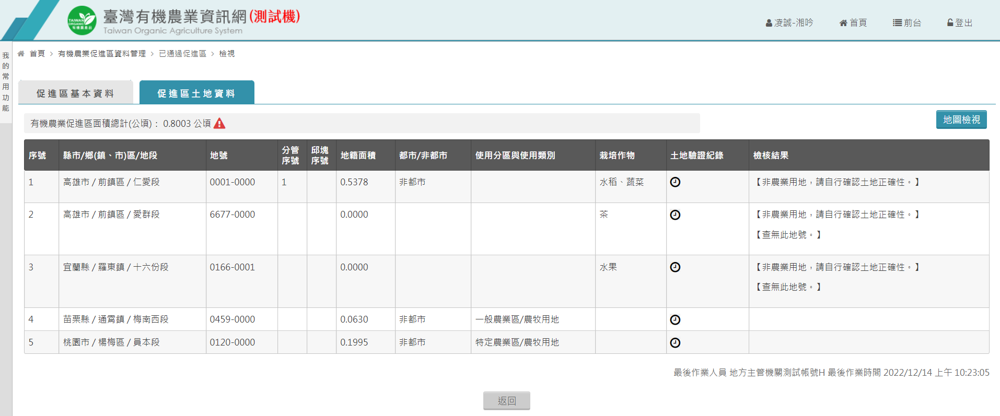 臺灣有機農業資訊網(測試機)
Taiwan Organic Agriculture System
TAIWAN ORGANIC
有機農產品
凌誠-湘吟 首頁 前台 登出
我的常用功能
首頁 > 有機農業促進區資料管理 > 已通過促進區 > 檢視
促進區基本資料 促進區土地資料
有機農業促進區面積總計(公頃)： 0.8003 公頃
地圖檢視
序號 縣市/鄉(鎮、市)區/地段 地號 分管序號 邱塊序號 地籍面積 都市/非都市 使用分區與使用類別 栽培作物 土地驗證紀錄 檢核結果
1 高雄市 / 前鎮區 / 仁愛段 0001-0000 1 0.5378 非都市 水稻、蔬菜 【非農業用地，請自行確認土地正確性。】
2 高雄市 / 前鎮區 / 愛群段 6677-0000 0.0000 茶 【非農業用地，請自行確認土地正確性。】
【查無此地號。】
3 宜蘭縣 / 羅東鎮 / 十六份段 0166-0001 0.0000 水果 【非農業用地，請自行確認土地正確性。】
【查無此地號。】
4 苗栗縣 / 通霄鎮 / 梅南西段 0459-0000 0.0630 非都市 一般農業區/農牧用地
5 桃園市 / 楊梅區 / 員本段 0120-0000 0.1995 非都市 特定農業區/農牧用地
最後作業人員 地方主管機關測試帳號H 最後作業時間 2022/12/14 上午 10:23:05
返回